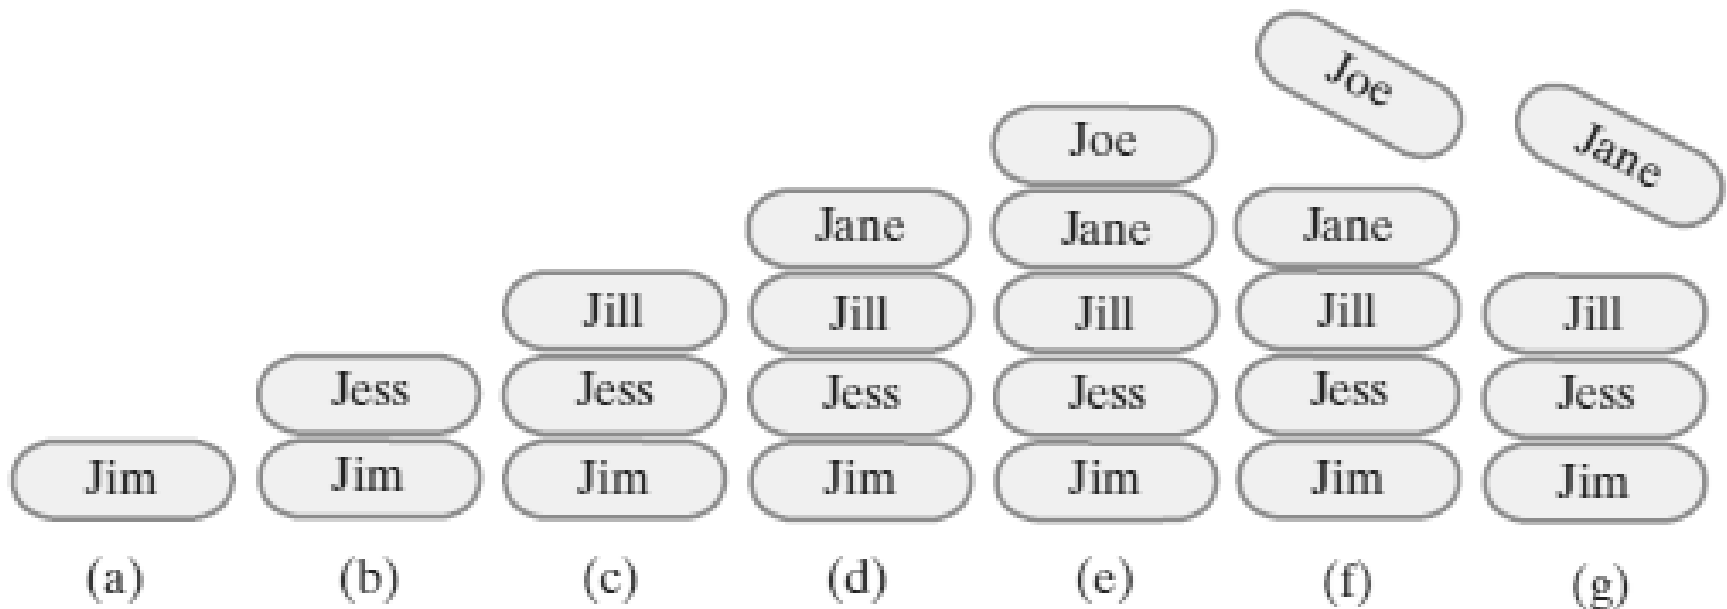 Joe
Joe Jane
Jane Jane Jane
Jill Jill Jill Jill Jill
Jess Jess Jess Jess Jess Jess
Jim Jim Jim Jim Jim Jim Jim
(a) (b) (c) (d) (e) (f) (g)